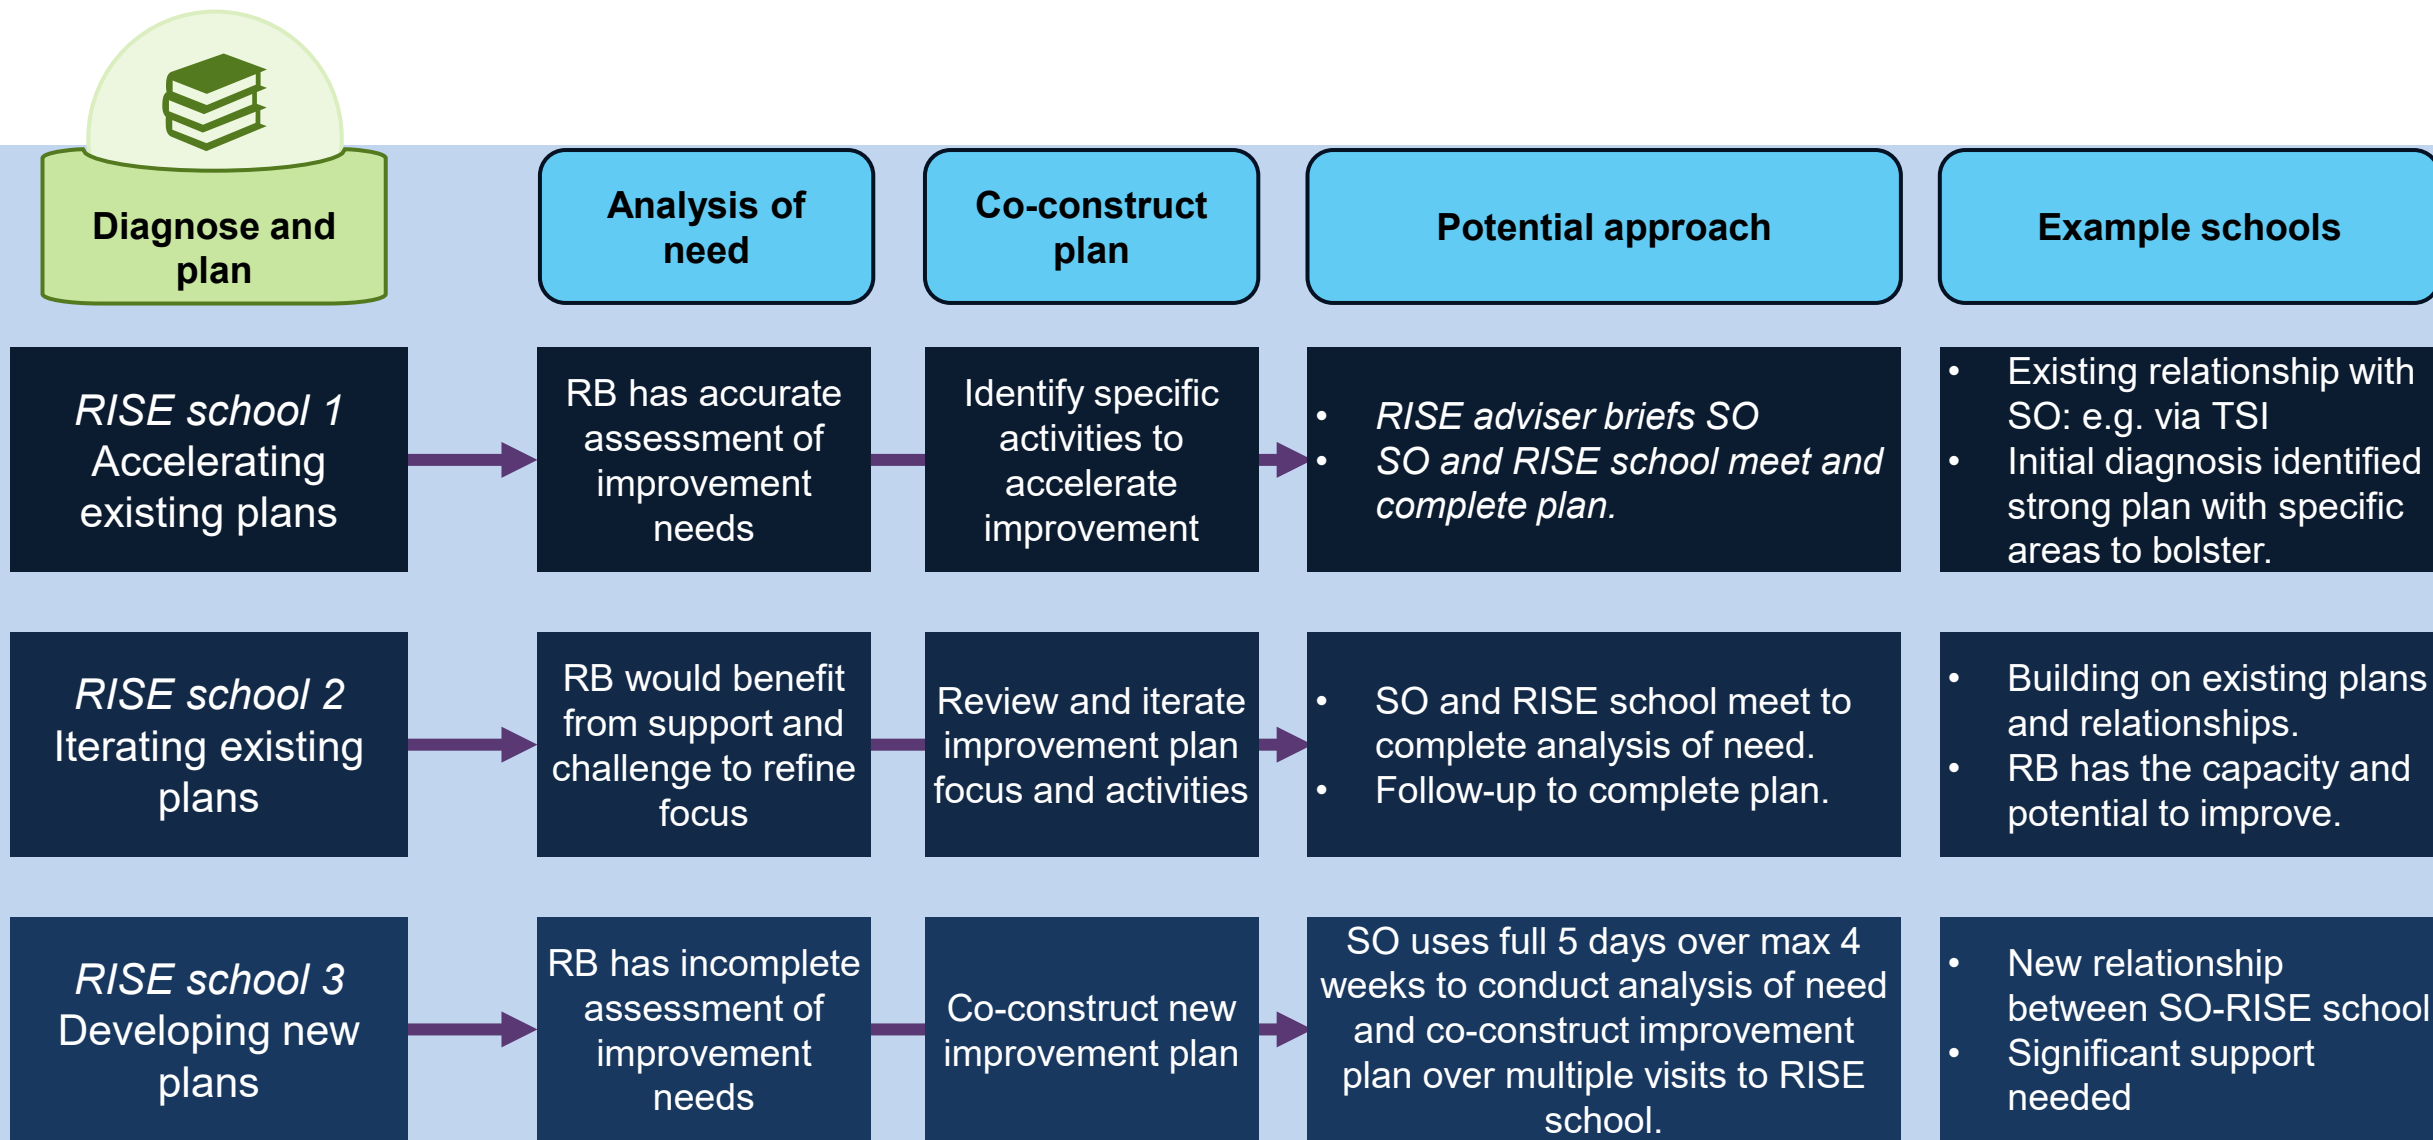 Diagnose and
plan
Analysis of
need
Co-construct
plan
Potential approach
Example schools
RISE school 1
Accelerating
existing plans
RB has accurate
assessment of
improvement
needs
Identify specific
activities to
accelerate
improvement
• RISE adviser briefs SO
• SO and RISE school meet and
complete plan.
• Existing relationship with
SO: e.g. via TSI
• Initial diagnosis identified
strong plan with specific
areas to bolster.
RISE school 2
Iterating existing
plans
RB would benefit
from support and
challenge to refine
focus
Review and iterate
improvement plan
focus and activities
• SO and RISE school meet to
complete analysis of need.
• Follow-up to complete plan.
• Building on existing plans
and relationships.
• RB has the capacity and
potential to improve.
RISE school 3
Developing new
plans
RB has incomplete
assessment of
improvement
needs
Co-construct new
improvement plan
SO uses full 5 days over max 4
weeks to conduct analysis of need
and co-construct improvement
plan over multiple visits to RISE
school.
• New relationship
between SO-RISE school
• Significant support
needed